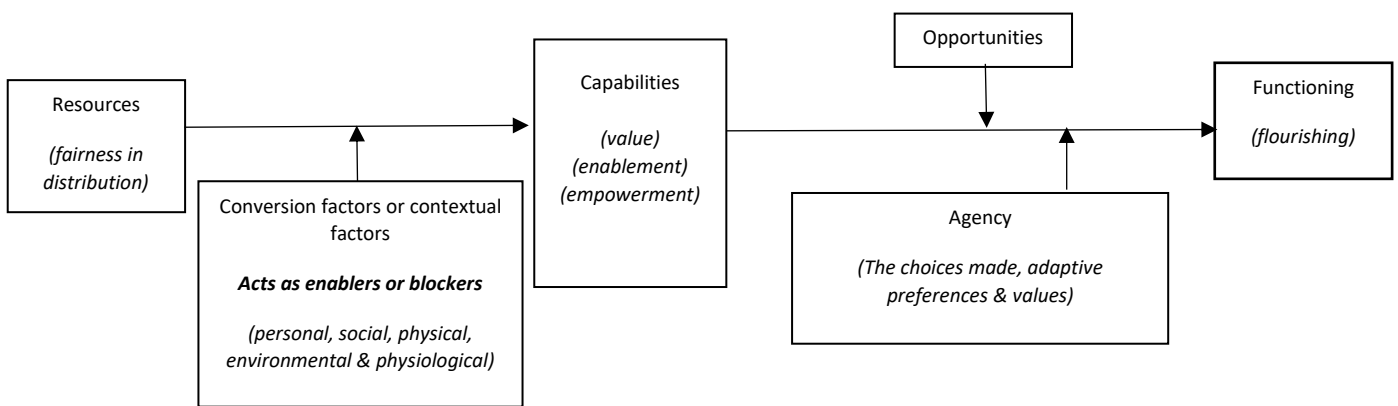 Resources
(fairness in
distribution)
Conversion factors or contextual
factors
Acts as enablers or blockers
(personal, social, physical,
environmental & physiological)
Capabilities
(value)
(enablement)
(empowerment)
Opportunities
Agency
(The choices made, adaptive
preferences & values)
Functioning
(flourishing)